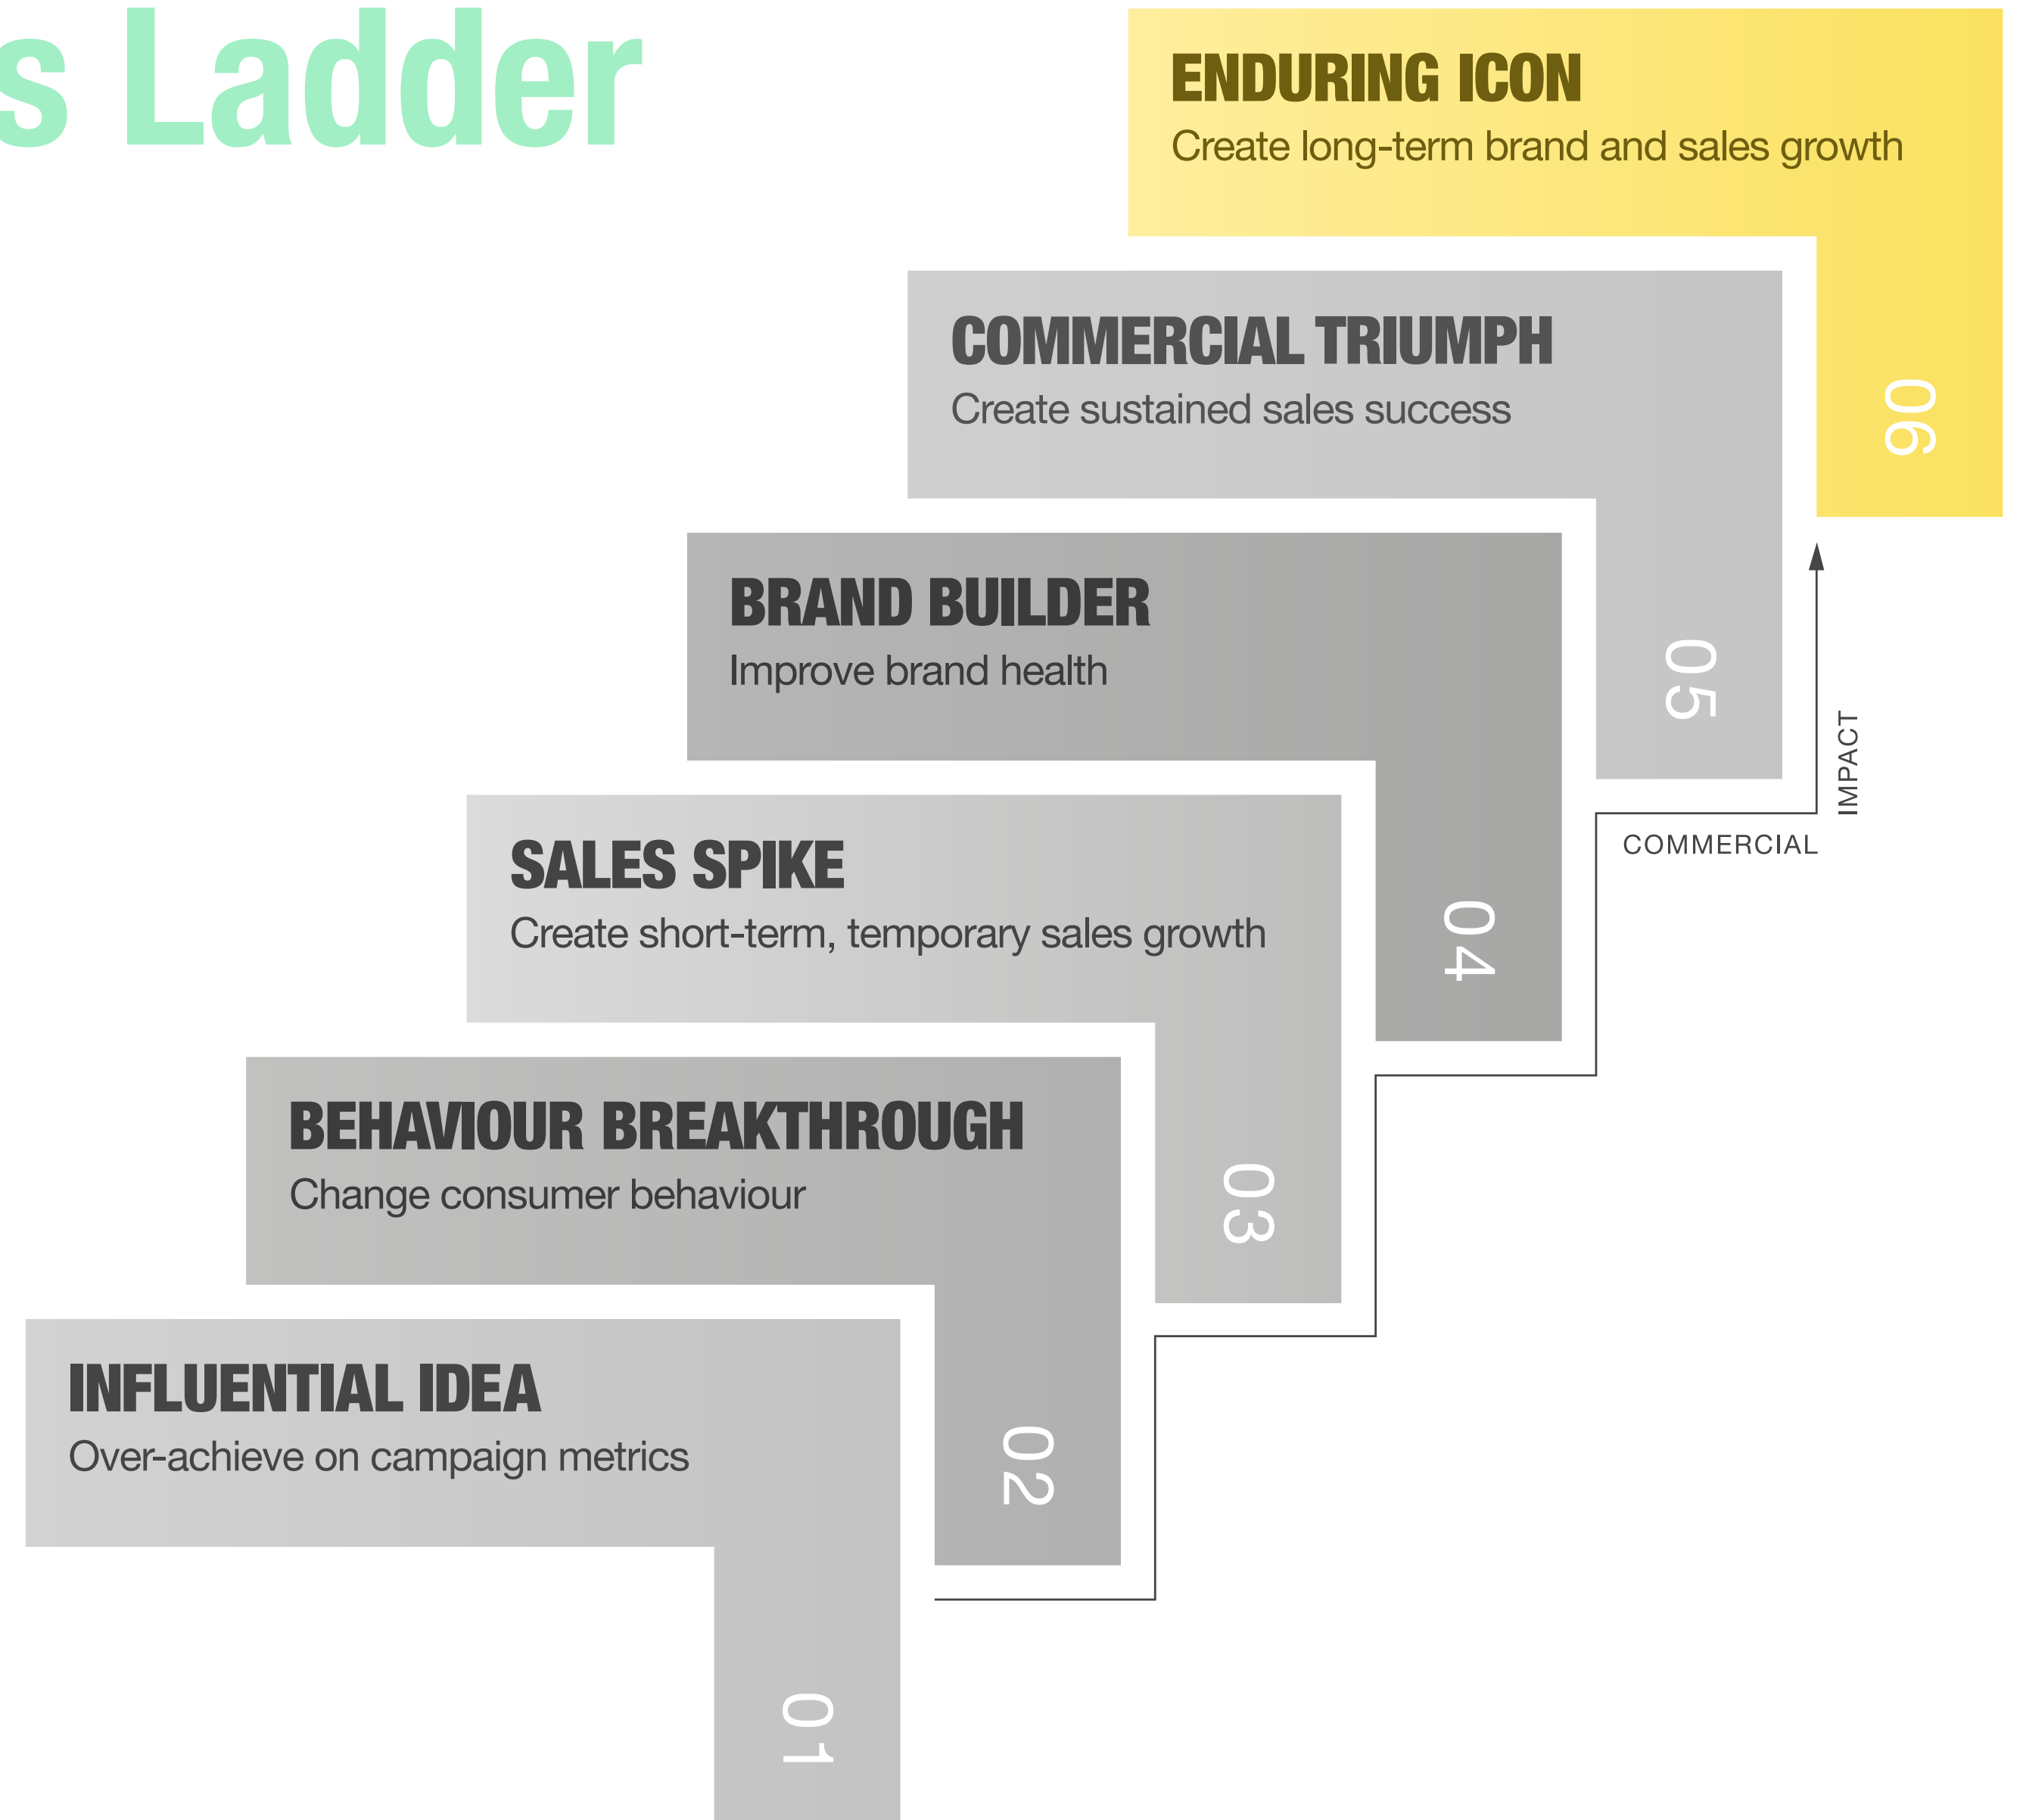 s Ladder
ENDURING ICON
Create long-term brand and sales growth
06
COMMERCIAL TRIUMPH
Create sustained sales success
05
BRAND BUILDER
Improve brand health
04
IMPACT
COMMERCIAL
SALES SPIKE
Create short-term, temporary sales growth
03
BEHAVIOUR BREAKTHROUGH
Change consumer behaviour
02
INFLUENTIAL IDEA
Over-achieve on campaign metrics
01